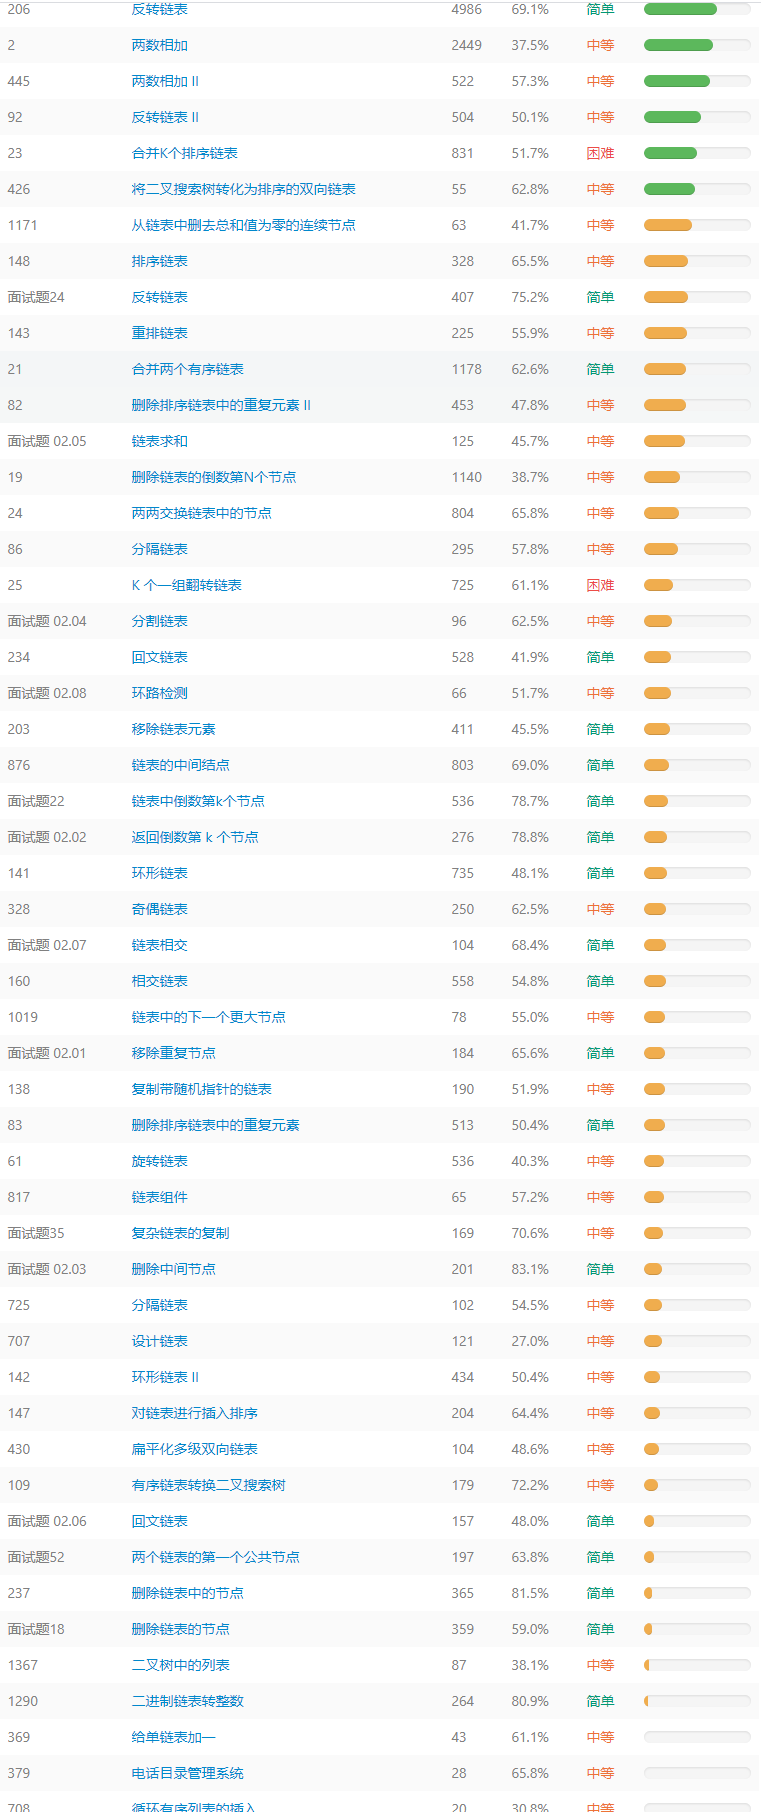 206 反转链表 4986 69.1% 简单
2 两数相加 2449 37.5% 中等
445 两数相加 II 522 57.3% 中等
92 反转链表 II 504 50.1% 中等
23 合并K个排序链表 831 51.7% 困难
426 将二叉搜索树转化为排序的双向链表 55 62.8% 中等
1171 从链表中删去总和值为零的连续节点 63 41.7% 中等
148 排序链表 328 65.5% 中等
面试题24 反转链表 407 75.2% 简单
143 重排链表 225 55.9% 中等
21 合并两个有序链表 1178 62.6% 简单
82 删除排序链表中的重复元素 II 453 47.8% 中等
面试题 02.05 链表求和 125 45.7% 中等
19 删除链表的倒数第N个节点 1140 38.7% 中等
24 两两交换链表中的节点 804 65.8% 中等
86 分隔链表 295 57.8% 中等
25 K 个一组翻转链表 725 61.1% 困难
面试题 02.04 分割链表 96 62.5% 中等
234 回文链表 528 41.9% 简单
面试题 02.08 环路检测 66 51.7% 中等
203 移除链表元素 411 45.5% 简单
876 链表的中间结点 803 69.0% 简单
面试题22 链表中倒数第k个节点 536 78.7% 简单
面试题 02.02 返回倒数第 k 个节点 276 78.8% 简单
141 环形链表 735 48.1% 简单
328 奇偶链表 250 62.5% 中等
面试题 02.07 链表相交 104 68.4% 简单
160 相交链表 558 54.8% 简单
1019 链表中的下一个更大节点 78 55.0% 中等
面试题 02.01 移除重复节点 184 65.6% 简单
138 复制带随机指针的链表 190 51.9% 中等
83 删除排序链表中的重复元素 513 50.4% 简单
61 旋转链表 536 40.3% 中等
817 链表组件 65 57.2% 中等
面试题35 复杂链表的复制 169 70.6% 中等
面试题 02.03 删除中间节点 201 83.1% 简单
725 分隔链表 102 54.5% 中等
707 设计链表 121 27.0% 中等
142 环形链表 II 434 50.4% 中等
147 对链表进行插入排序 204 64.4% 中等
430 扁平化多级双向链表 104 48.6% 中等
109 有序链表转换二叉搜索树 179 72.2% 中等
面试题 02.06 回文链表 157 48.0% 简单
面试题52 两个链表的第一个公共节点 197 63.8% 简单
237 删除链表中的节点 365 81.5% 简单
面试题18 删除链表的节点 359 59.0% 简单
1367 二叉树中的列表 87 38.1% 中等
1290 二进制链表转整数 264 80.9% 简单
369 给单链表加一 43 61.1% 中等
379 电话目录管理系统 28 65.8% 中等
708 循环有序列表的插入 20 30.8% 中等